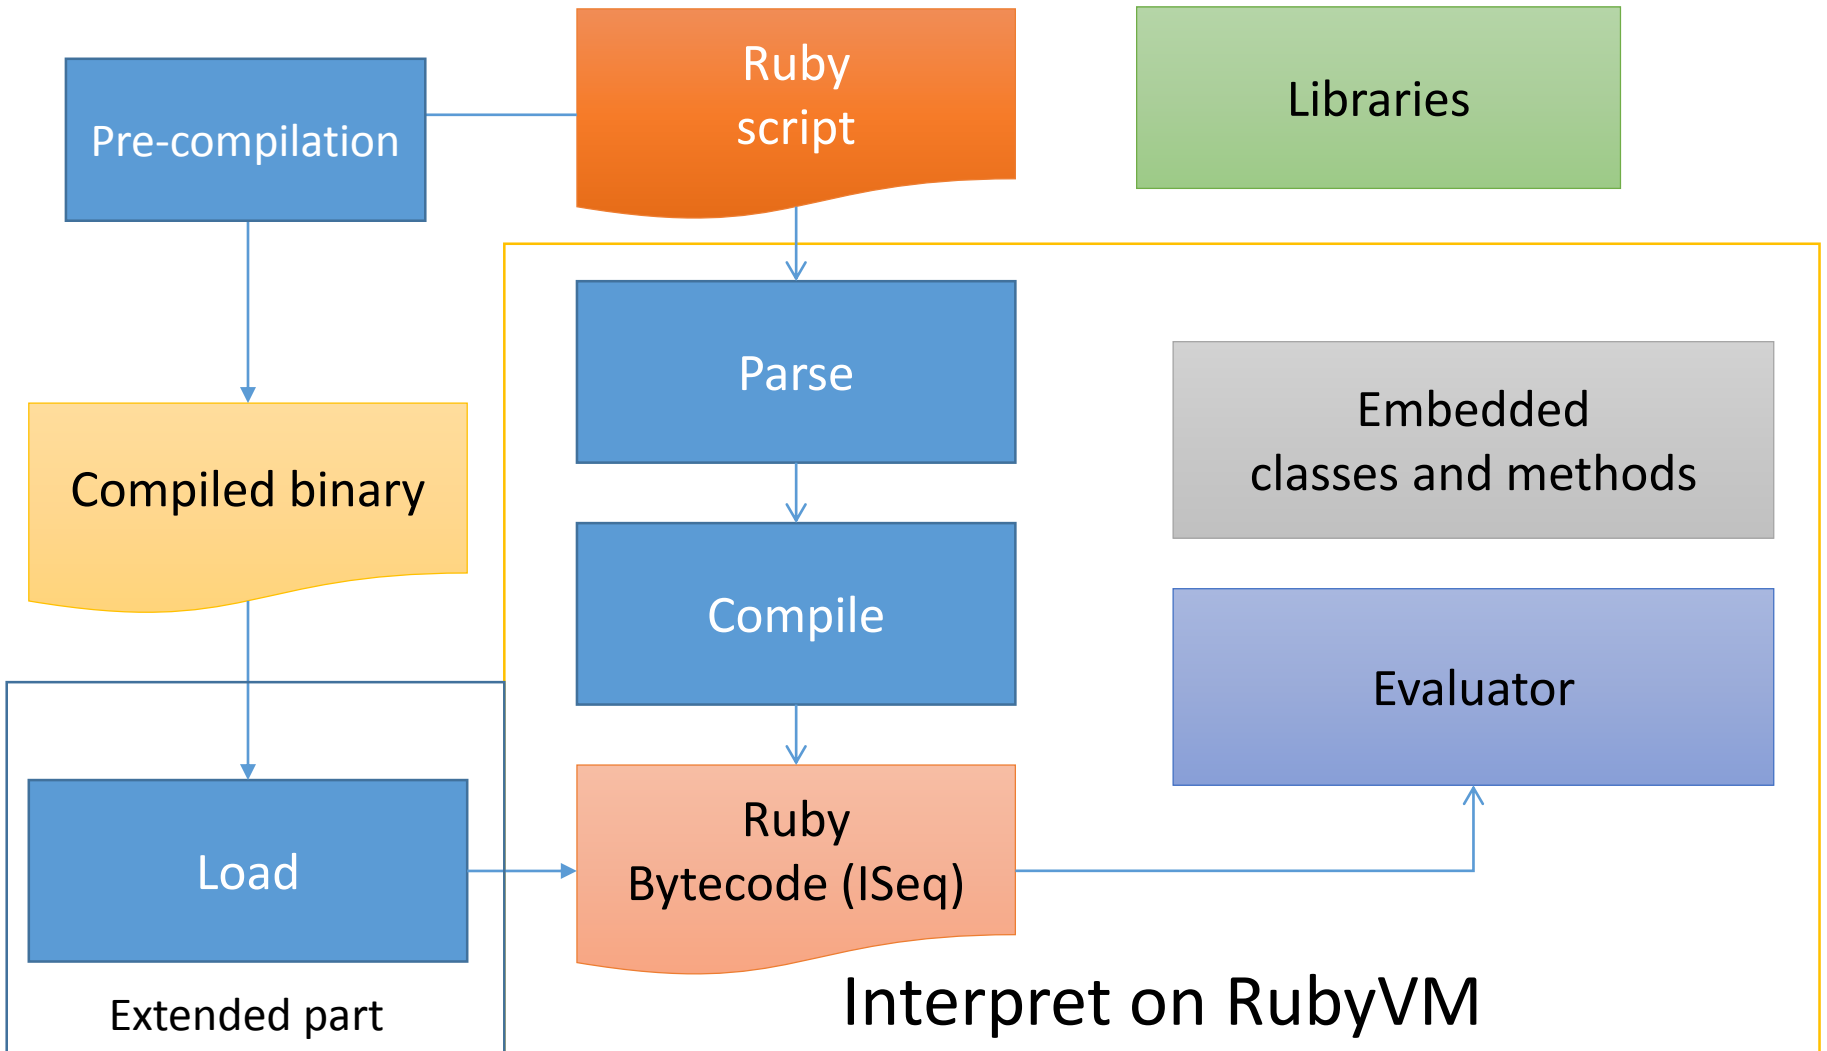 Ruby
script
Libraries
Pre-compilation
Parse
Embedded
classes and methods
Compiled binary
Compile
Evaluator
Ruby
Bytecode (ISeq)
Load
Extended part
Interpret on RubyVM